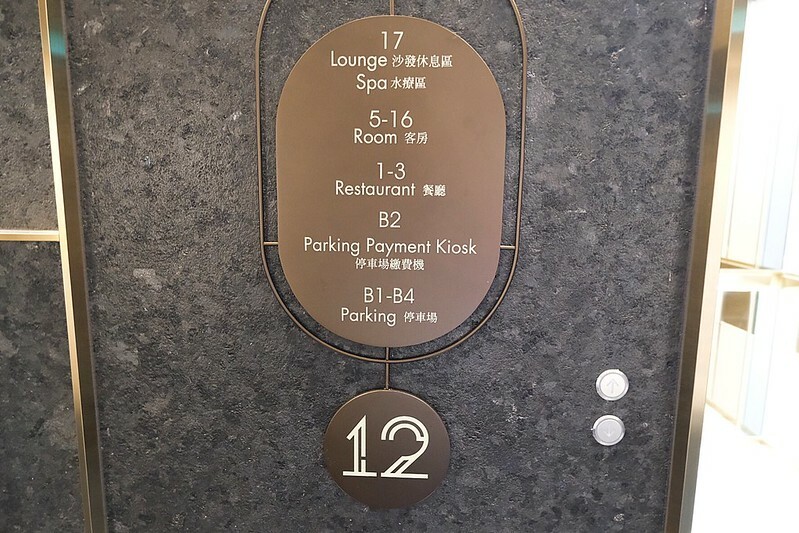 17
Lounge 沙發休息區
Spa 水療區
5-16
Room 客房
1-3
Restaurant 餐廳
B2
Parking Payment Kiosk
停車場繳費機
B1-B4
Parking 停車場
12